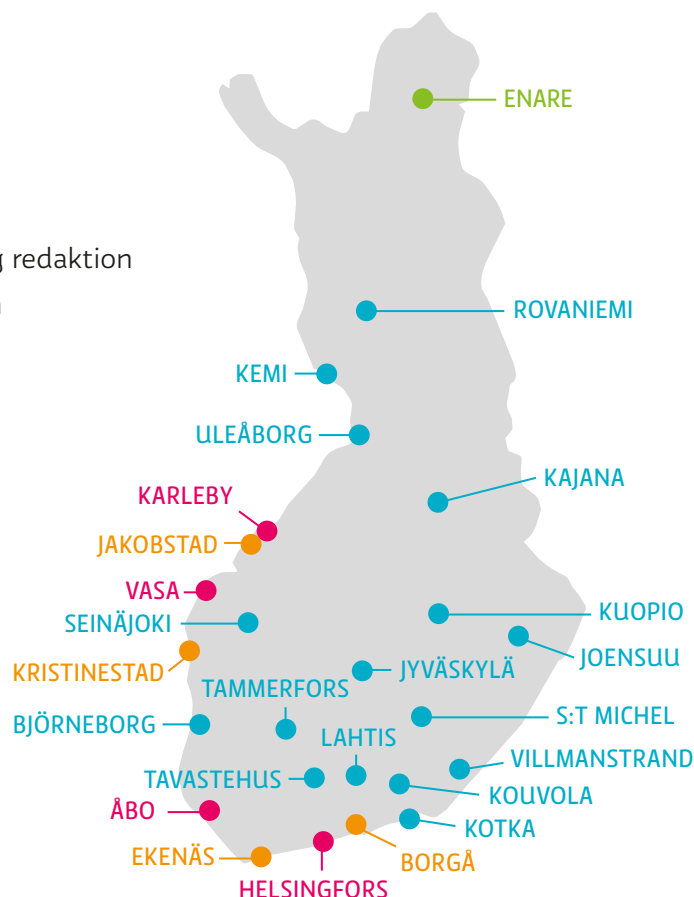 ENARE
redaktion
ROVANIEMI
KEMI
ULEÅBORG
KAJANA
KARLEBY
JAKOBSTAD
VASA
KUOPIO
SEINÄJOKI
JOENSUU
KRISTINESTAD
JYVÄSKYLÄ
TAMMERFORS
S:T MICHEL
BJÖRNEBORG
LAHTIS
VILLMANSTRAND
TAVASTEHUS
KOUVOLA
ÅBO
KOTKA
EKENÄS
BORGÅ
HELSINGFORS